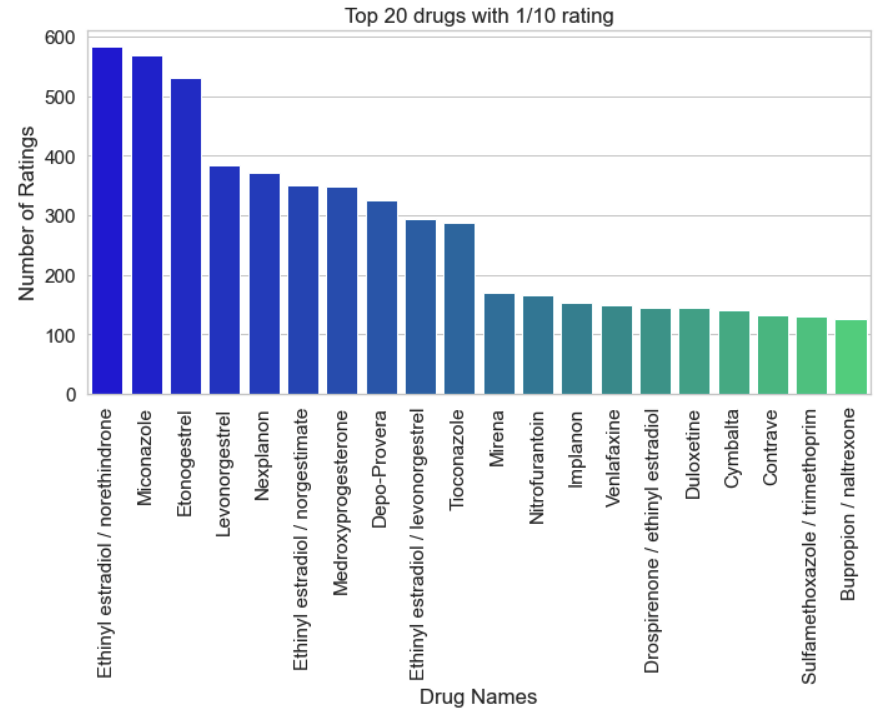 Top 20 drugs with 1/10 rating
Number of Ratings
600
500
400
300
200
100
0
Ethinyl estradiol / norethindrone
Miconazole
Etonogestrel
Levonorgestrel
Nexplanon
Ethinyl estradiol / norgestimate
Medroxyprogesterone
Depo-Provera
Ethinyl estradiol / levonorgestrel
Tioconazole
Mirena
Nitrofurantoin
Implanon
Venlafaxine
Drospirenone / ethinyl estradiol
Duloxetine
Cymbalta
Contrave
Sulfamethoxazole / trimethoprim
Bupropion / naltrexone
Drug Names